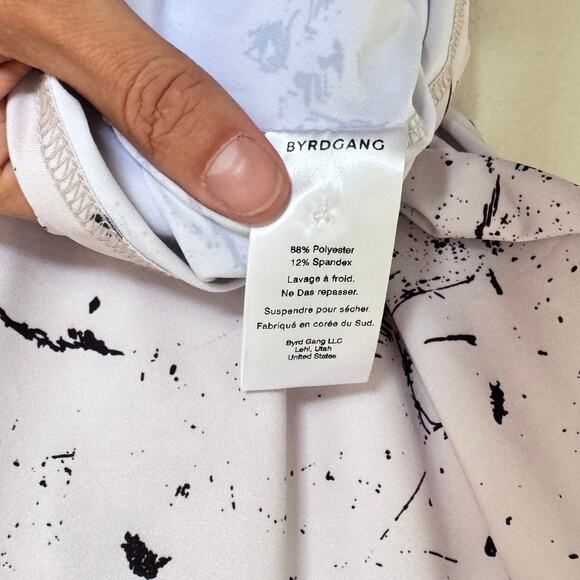 BYRDGANG
88% Polyester
12% Spandex
Lavage à froid.
Ne Das repasser.
Suspendre pour sécher.
Fabriqué en corée du Sud.
Byrd Gang LLC
Lehi, Utah
United States